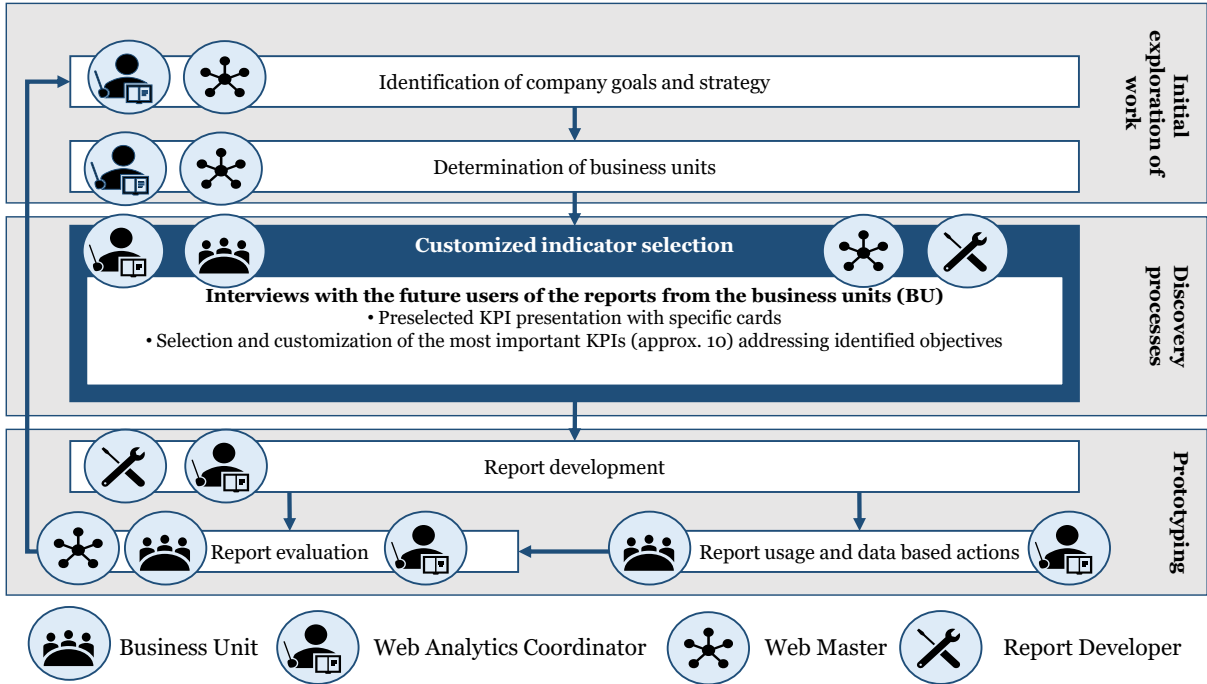 Identification of company goals and strategy
Determination of business units
Initial
exploration of
work
Customized indicator selection
Interviews with the future users of the reports from the business units (BU)
• Preselected KPI presentation with specific cards
• Selection and customization of the most important KPIs (approx. 10) addressing identified objectives
Discovery
processes
Report development
Report evaluation
Report usage and data based actions
Prototyping
Business Unit
Web Analytics Coordinator
Web Master
Report Developer